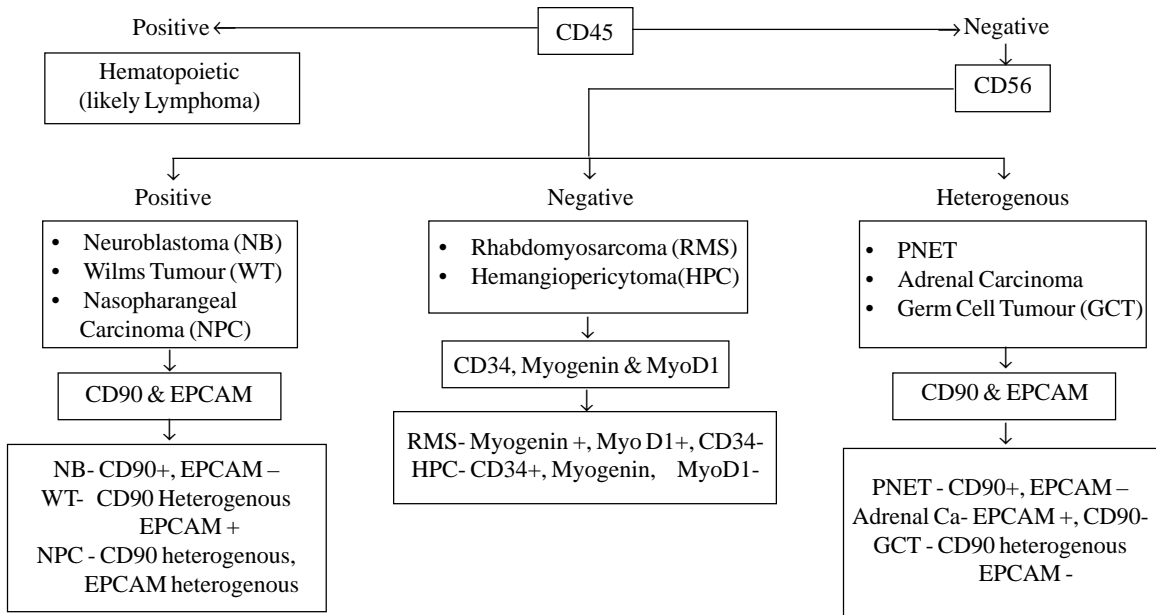 CD45
Positive
Negative
Hematopoietic
(likely Lymphoma)
CD56
Positive
Negative
Heterogenous
• Neuroblastoma (NB)
• Wilms Tumour (WT)
• Nasopharangeal
Carcinoma (NPC)
• Rhabdomyosarcoma (RMS)
• Hemangiopericytoma(HPC)
• PNET
• Adrenal Carcinoma
• Germ Cell Tumour (GCT)
CD90 & EPCAM
CD34, Myogenin & MyoD1
CD90 & EPCAM
NB- CD90+, EPCAM –
WT- CD90 Heterogenous
EPCAM +
NPC - CD90 heterogenous,
EPCAM heterogenous
RMS- Myogenin +, Myo D1+, CD34-
HPC- CD34+, Myogenin, MyoD1-
PNET - CD90+, EPCAM –
Adrenal Ca- EPCAM +, CD90-
GCT - CD90 heterogenous
EPCAM -